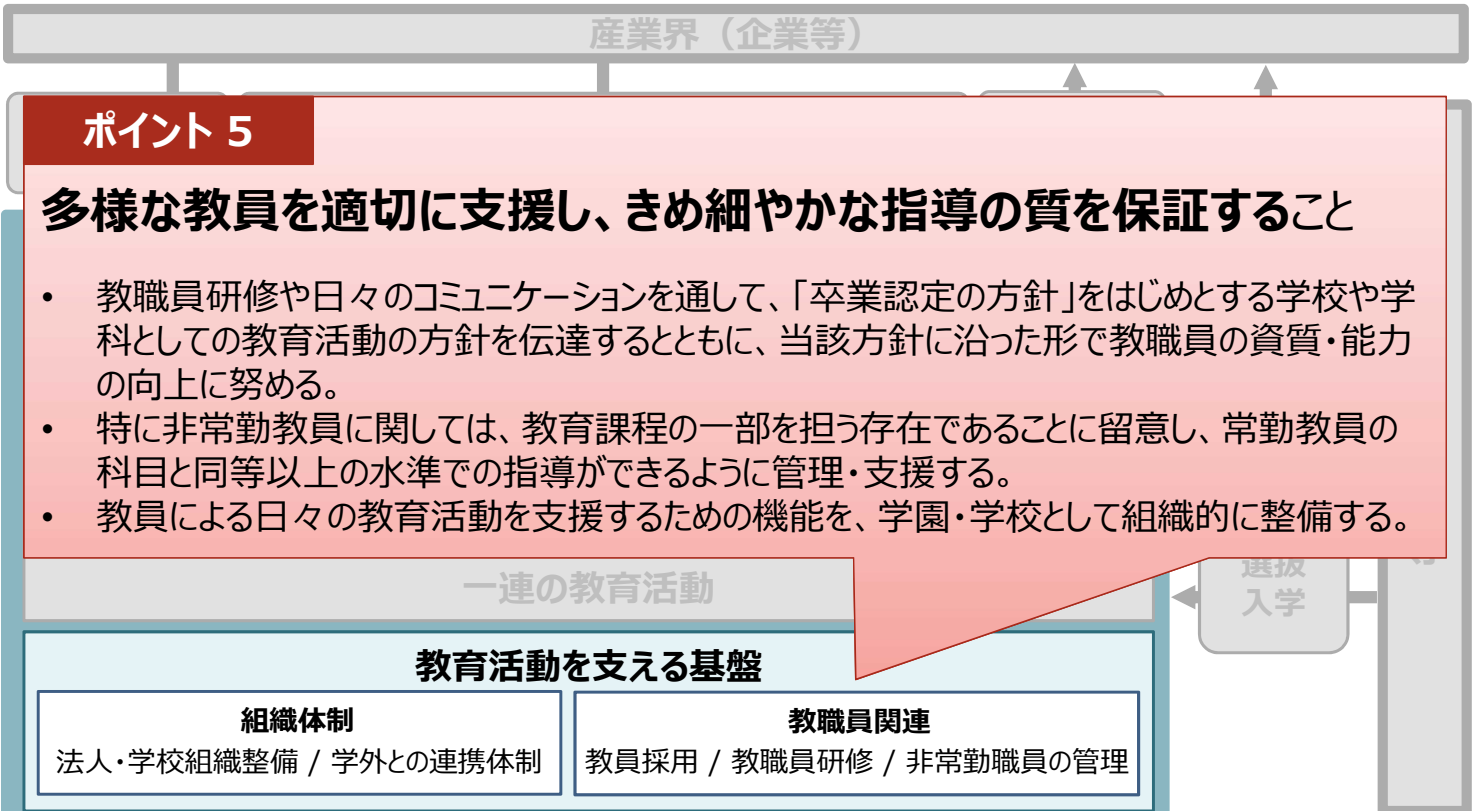 産業界（企業等）
ポイント 5
多様な教員を適切に支援し、きめ細やかな指導の質を保証すること
• 教職員研修や日々のコミュニケーションを通して、「卒業認定の方針」をはじめとする学校や学
科としての教育活動の方針を伝達するとともに、当該方針に沿った形で教職員の資質・能力
の向上に努める。
• 特に非常勤教員に関しては、教育課程の一部を担う存在であることに留意し、常勤教員の
科目と同等以上の水準での指導ができるように管理・支援する。
• 教員による日々の教育活動を支援するための機能を、学園・学校として組織的に整備する。
一連の教育活動
選抜
入学
教育活動を支える基盤
組織体制
法人・学校組織整備 / 学外との連携体制
教職員関連
教員採用 / 教職員研修 / 非常勤職員の管理